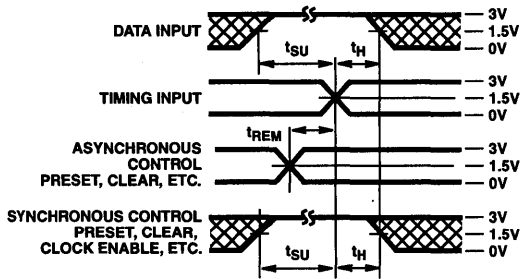 3V
DATA INPUT
1.5V
0V
tSU
tH
3V
TIMING INPUT
1.5V
0V
tREM
ASYNCHRONOUS
CONTROL
PRESET, CLEAR, ETC.
3V
1.5V
0V
SYNCHRONOUS CONTROL
PRESET, CLEAR,
CLOCK ENABLE, ETC.
3V
1.5V
0V
tSU
tH